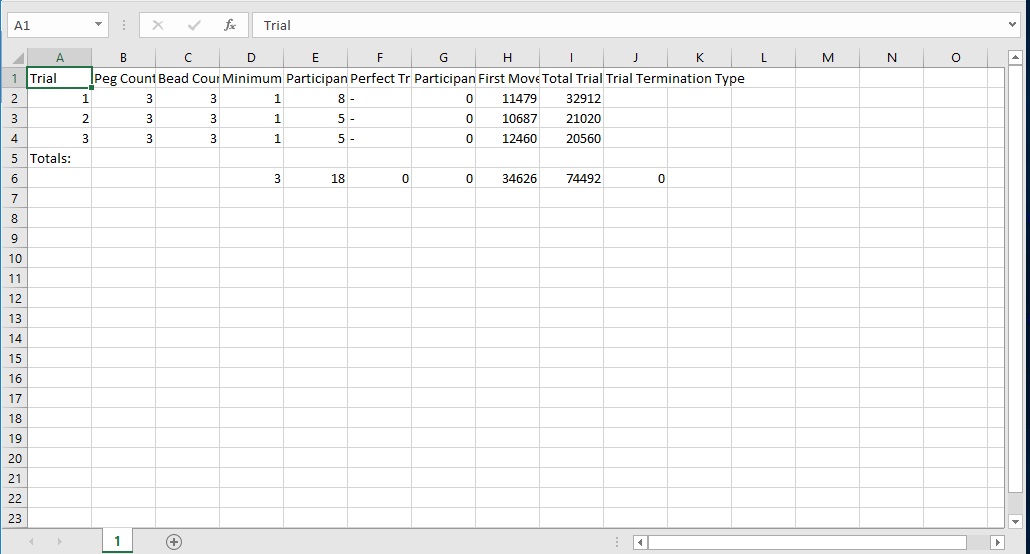 A1 fx Trial
A B C D E F G H I J K L M N O
1 Trial Peg Count Bead Cour Minimum Participan Perfect Tr Participan First Move Total Trial Trial Termination Type
2 1 3 3 1 8 - 0 11479 32912
3 2 3 3 1 5 - 0 10687 21020
4 3 3 3 1 5 - 0 12460 20560
5 Totals:
6 3 18 0 0 34626 74492 0
7
8
9
10
11
12
13
14
15
16
17
18
19
20
21
22
23
1